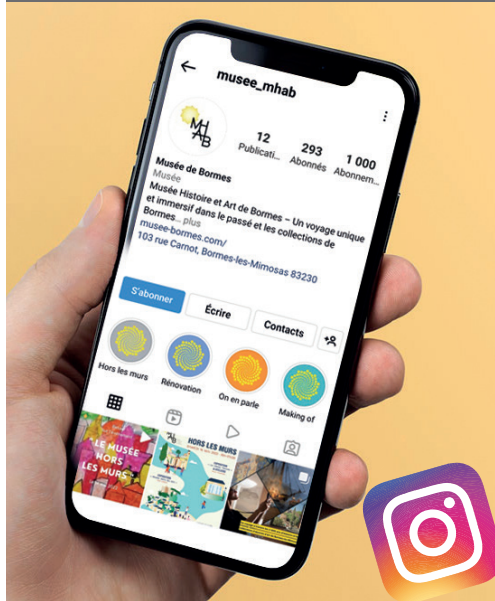 musee_mhab
MH
AB
12
293
1 000
Publicati...
Abonnés
Abonnem...
Musée de Bormes
Musée
Musée Histoire et Art de Bormes – Un voyage unique
et immersif dans le passé et les collections de
Bormes... plus
musee-bormes.com/
103 rue Carnot, Bormes-les-Mimosas 83230
S'abonner
Écrire
Contacts
Hors les murs
Rénovation
On en parle
Making of
LE MUSÉE
HORS
LES MURS
HORS LES MURS